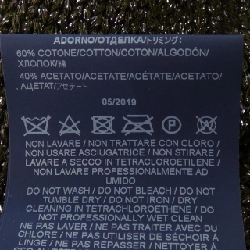 ADORNO/ОТДЕЛКА/トリミング:
60% COTONE/COTTON/COTON/ALGODÓN/
ХЛОПОК/綿
40% ACETATO/ACETATE/ACÉTATE/ACETATO/
АЦЕТАТ/アセテート
05/2019
P
NON LAVARE / NON TRATTARE CON CLORO /
NON USARE ASCIUGATRICE / NON STIRARE /
LAVARE A SECCO IN TETRACLOROETILENE /
NON LAVARE PROFESSIONALMENTE AD
UMIDO
DO NOT WASH / DO NOT BLEACH / DO NOT
TUMBLE DRY / DO NOT IRON / DRY
CLEANING IN TETRACHLOROETHENE / DO
NOT PROFESSIONALLY WET CLEAN
NE PAS LAVER / NE PAS TRAITER AVEC DU
CHLORE / NE PAS UTILISER DE SÈCHE
LINGE / NE PAS REPASSER / NETTOYER À